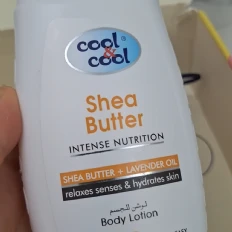 cool
& cool
Shea
Butter
INTENSE NUTRITION
SHEA BUTTER + LAVENDER OIL
relaxes senses & hydrates skin
لوشن للجسم
Body Lotion